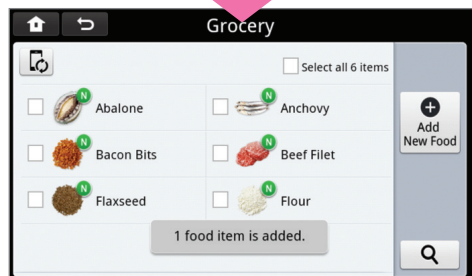 Grocery
Select all 6 items
N Abalone
N Anchovy
N Bacon Bits
N Beef Filet
N Flaxseed
N Flour
1 food item is added.
Add
New Food